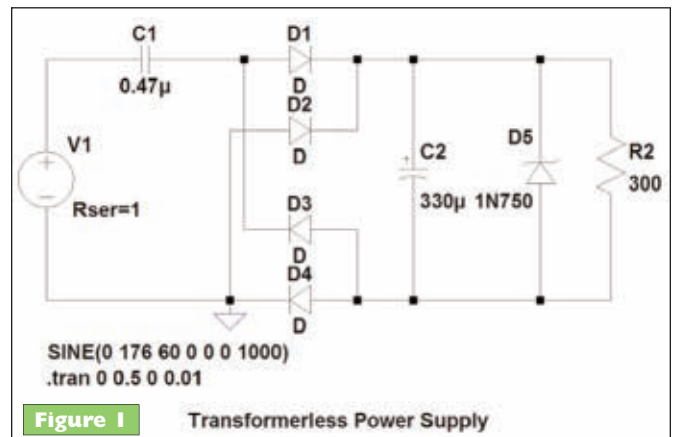 C1
0.47µ
V1
Rser=1
D1
D
D2
D
D3
D
D4
D
C2
+
330µ
1N750
D5
R2
300
SINE(0 176 60 0 0 0 1000)
.tran 0 0.5 0 0.01
Figure 1
Transformerless Power Supply